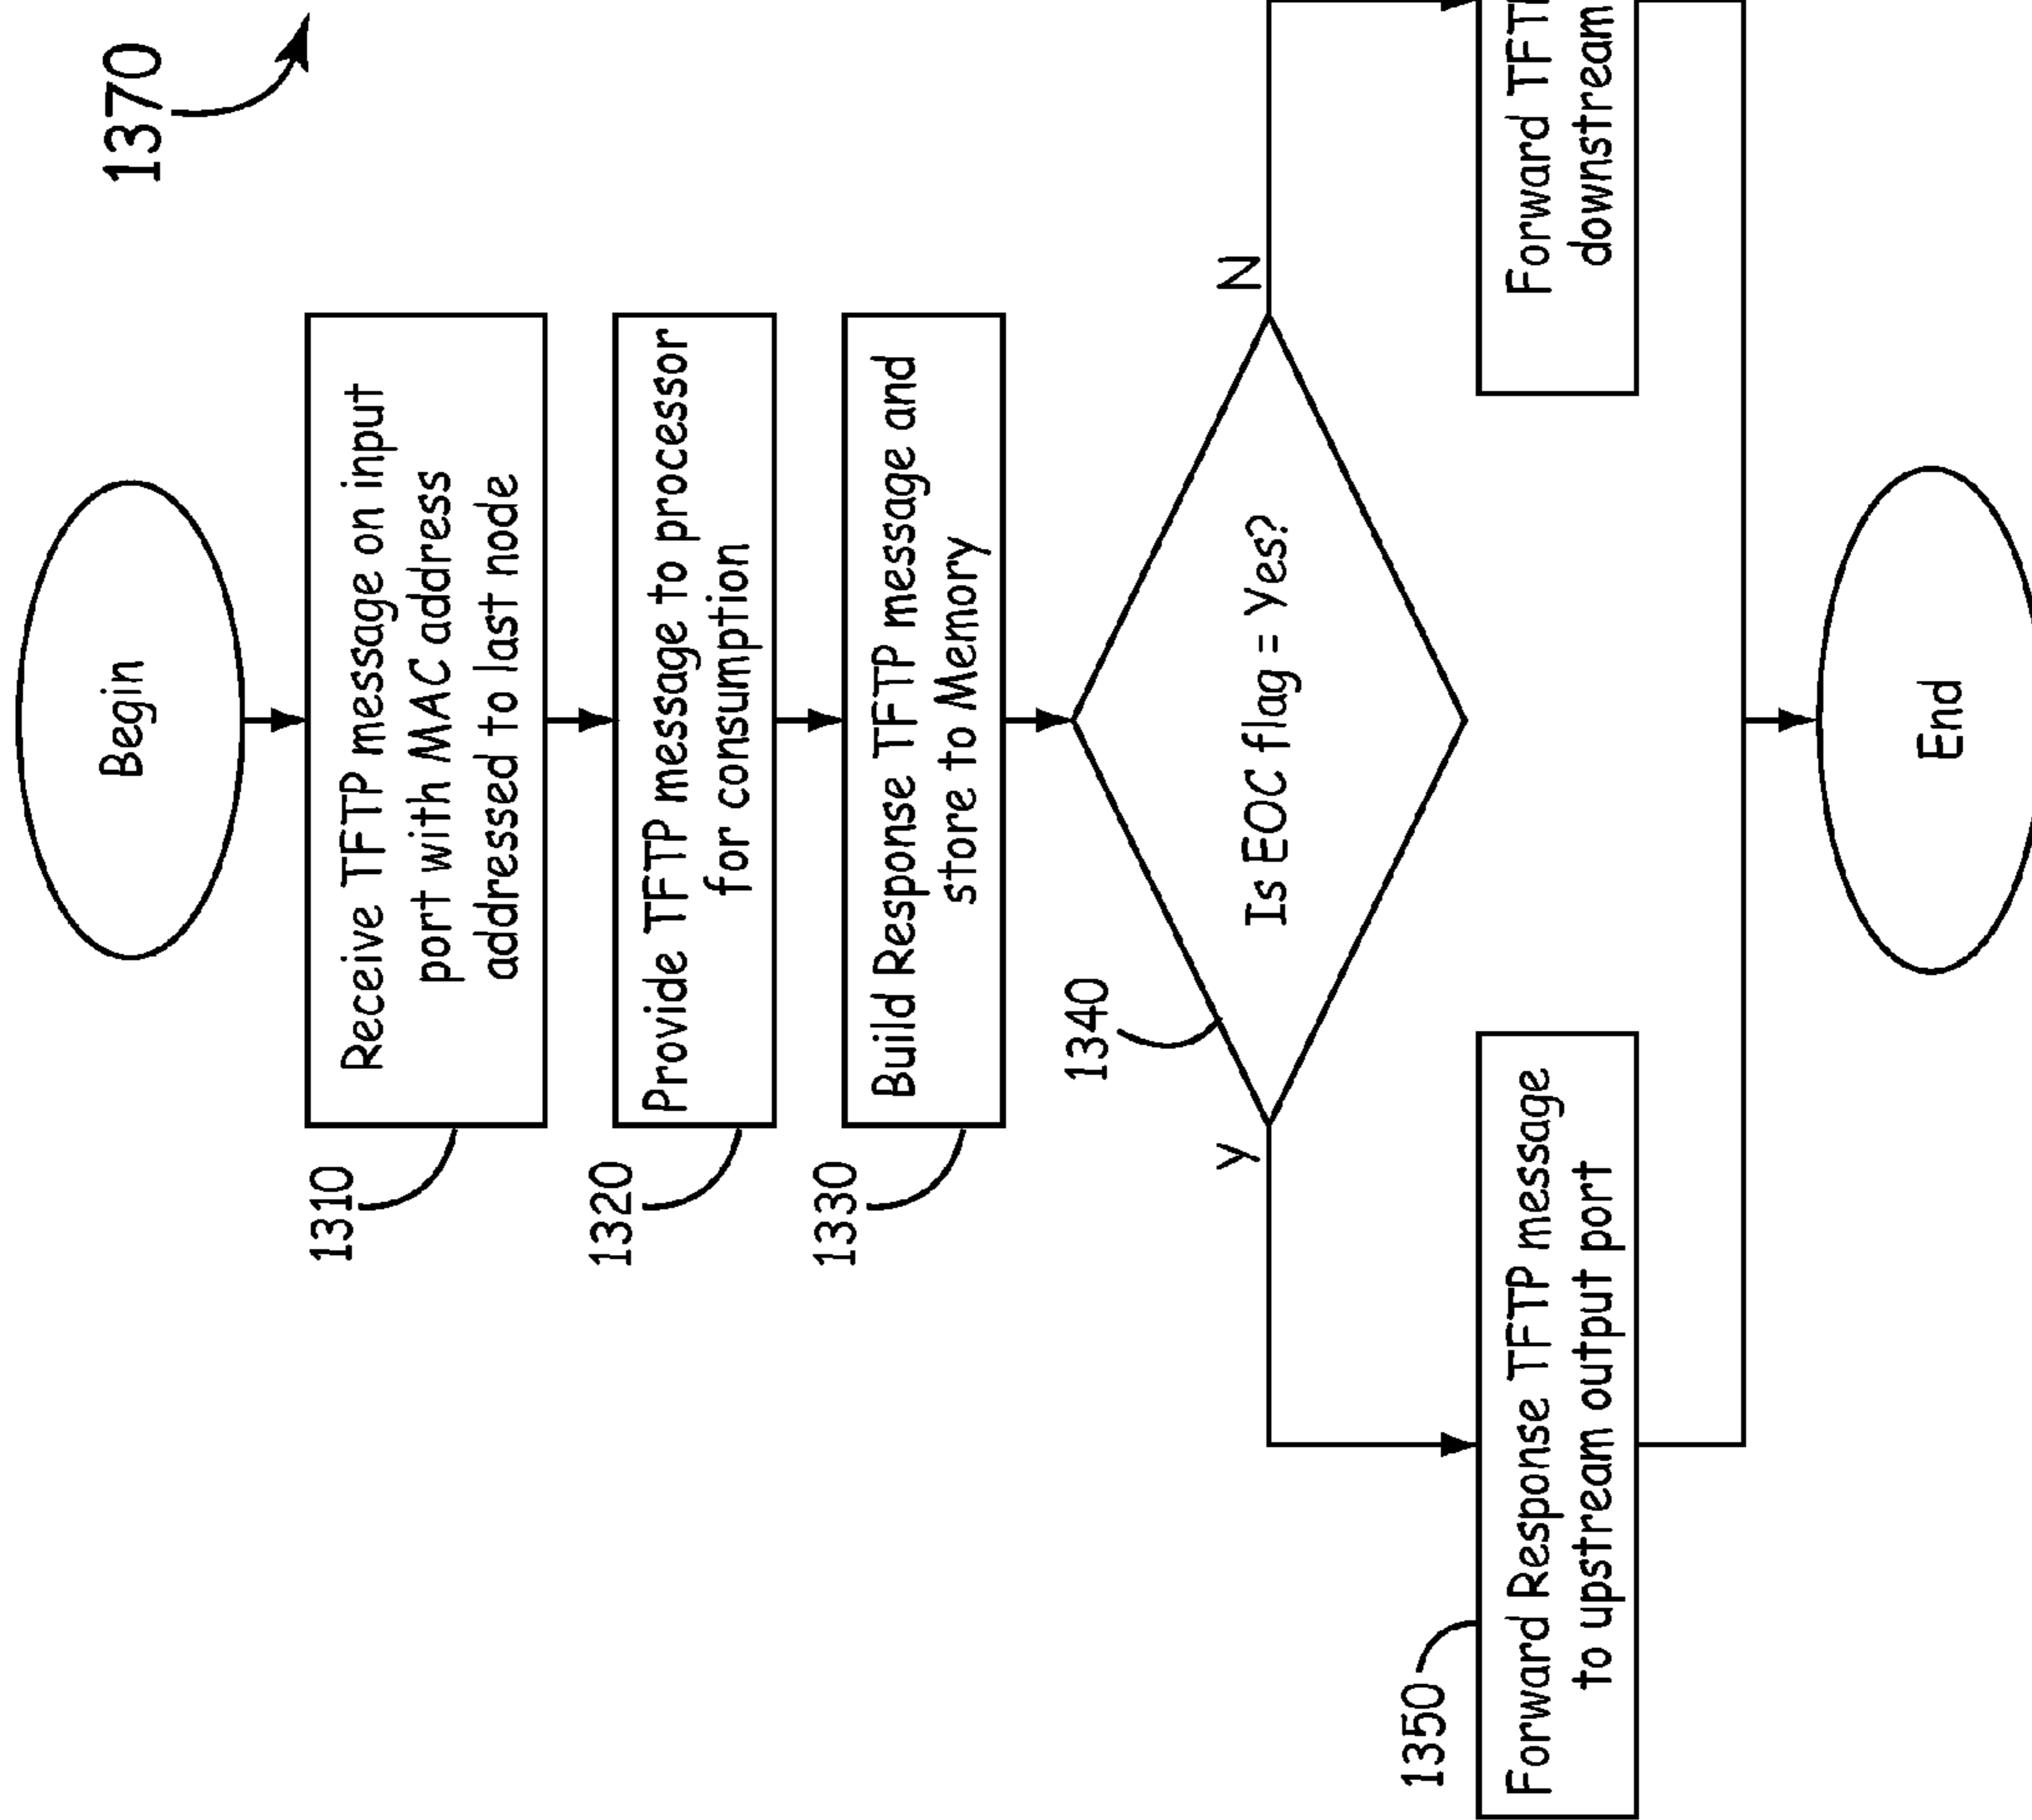 1370
Begin
1310
Receive TFTP message on input
port with MAC address
addressed to last node
1320
Provide TFTP message to processor
for consumption
1330
Build Response TFTP message and
store to Memory
1340
Is EOC flag = Yes?
Y
N
1350
Forward Response TFTP message
to upstream output port
Forward
downstream
End